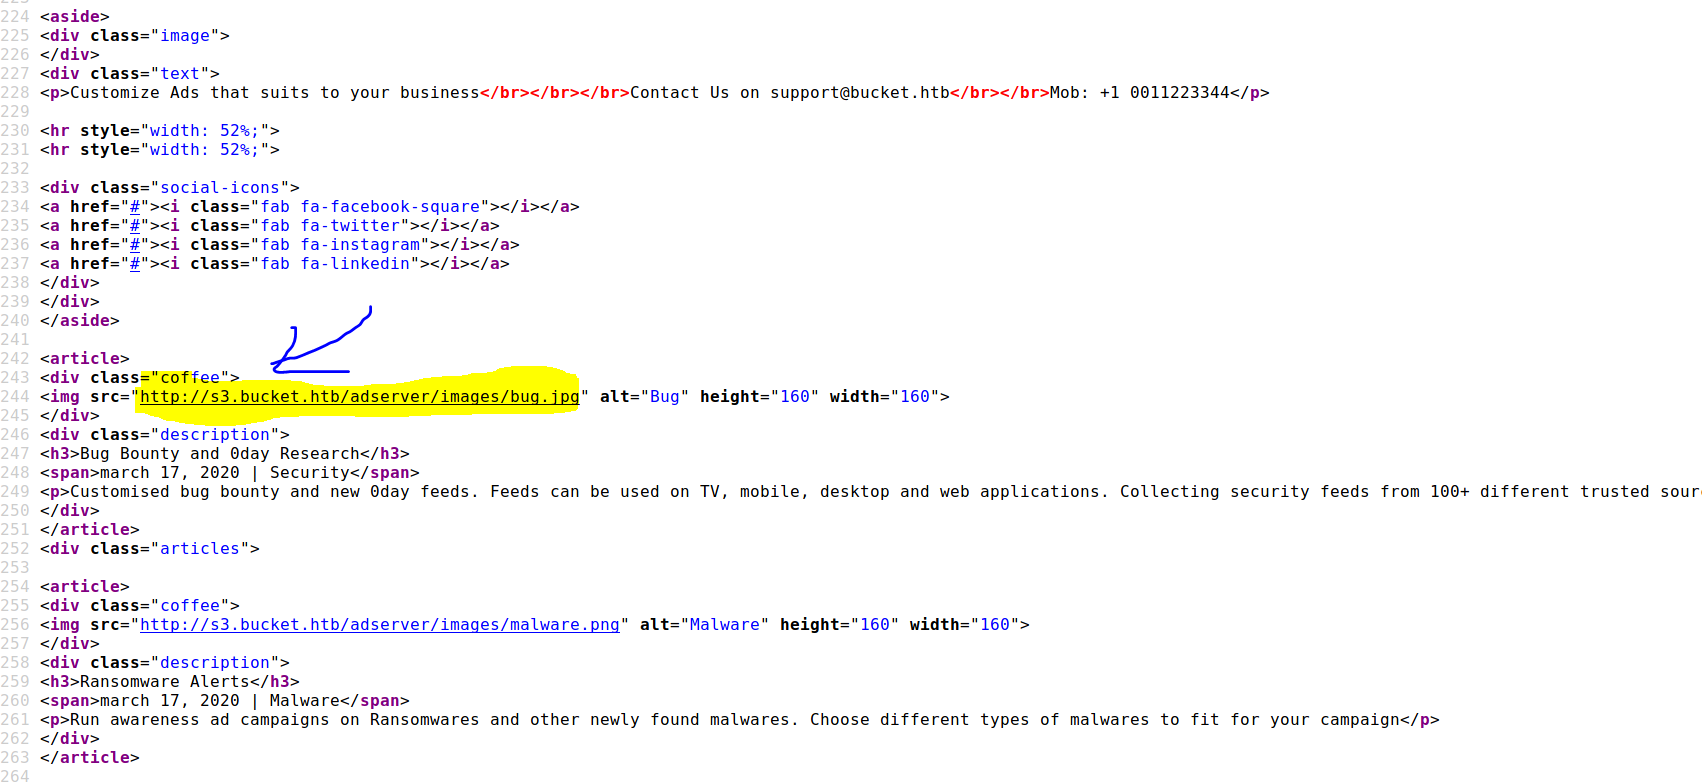 224 <aside>
225 <div class="image">
226 </div>
227 <div class="text">
228 <p>Customize Ads that suits to your business</br></br></br>Contact Us on support@bucket.htb</br></br>Mob: +1 0011223344</p>
229
230 <hr style="width: 52%;">
231 <hr style="width: 52%;">
232
233 <div class="social-icons">
234 <a href="#"><i class="fab fa-facebook-square"></i></a>
235 <a href="#"><i class="fab fa-twitter"></i></a>
236 <a href="#"><i class="fab fa-instagram"></i></a>
237 <a href="#"><i class="fab fa-linkedin"></i></a>
238 </div>
239 </div>
240 </aside>
241
242 <article>
243 <div class="coffee">
244 <img src="http://s3.bucket.htb/adserver/images/bug.jpg" alt="Bug" height="160" width="160">
245 </div>
246 <div class="description">
247 <h3>Bug Bounty and 0day Research</h3>
248 <span>march 17, 2020 | Security</span>
249 <p>Customised bug bounty and new 0day feeds. Feeds can be used on TV, mobile, desktop and web applications. Collecting security feeds from 100+ different trusted
250 </div>
251 </article>
252 <div class="articles">
253
254 <article>
255 <div class="coffee">
256 <img src="http://s3.bucket.htb/adserver/images/malware.png" alt="Malware" height="160" width="160">
257 </div>
258 <div class="description">
259 <h3>Ransomware Alerts</h3>
260 <span>march 17, 2020 | Malware</span>
261 <p>Run awareness ad campaigns on Ransomwares and other newly found malwares. Choose different types of malwares to fit for your campaign</p>
262 </div>
263 </article>
264